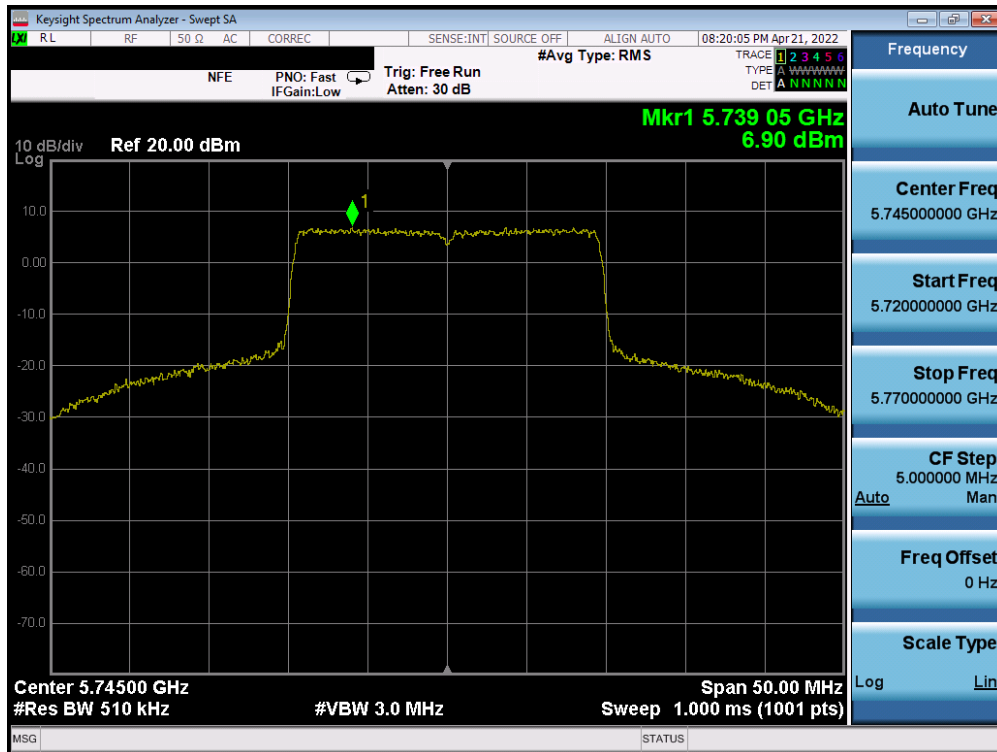 Keysight Spectrum Analyzer - Swept SA
LXI RL RF 50 Ω AC CORREC SENSE:INT SOURCE OFF ALIGN AUTO 08:20:05 PM Apr 21, 2022
NFE PNO: Fast Trig: Free Run #Avg Type: RMS TRACE 1 2 3 4 5 6
IFGain:Low Atten: 30 dB TYPE A WWWWW
DET A N N N N N
Mkr1 5.739 05 GHz
6.90 dBm
10 dB/div Ref 20.00 dBm
Log
1
10.0
0.00
-10.0
-20.0
-30.0
-40.0
-50.0
-60.0
-70.0
Center 5.74500 GHz Span 50.00 MHz
#Res BW 510 kHz #VBW 3.0 MHz Sweep 1.000 ms (1001 pts)
MSG STATUS
Frequency
Auto Tune
Center Freq
5.745000000 GHz
Start Freq
5.720000000 GHz
Stop Freq
5.770000000 GHz
CF Step
5.000000 MHz
Auto Man
Freq Offset
0 Hz
Scale Type
Log Lin